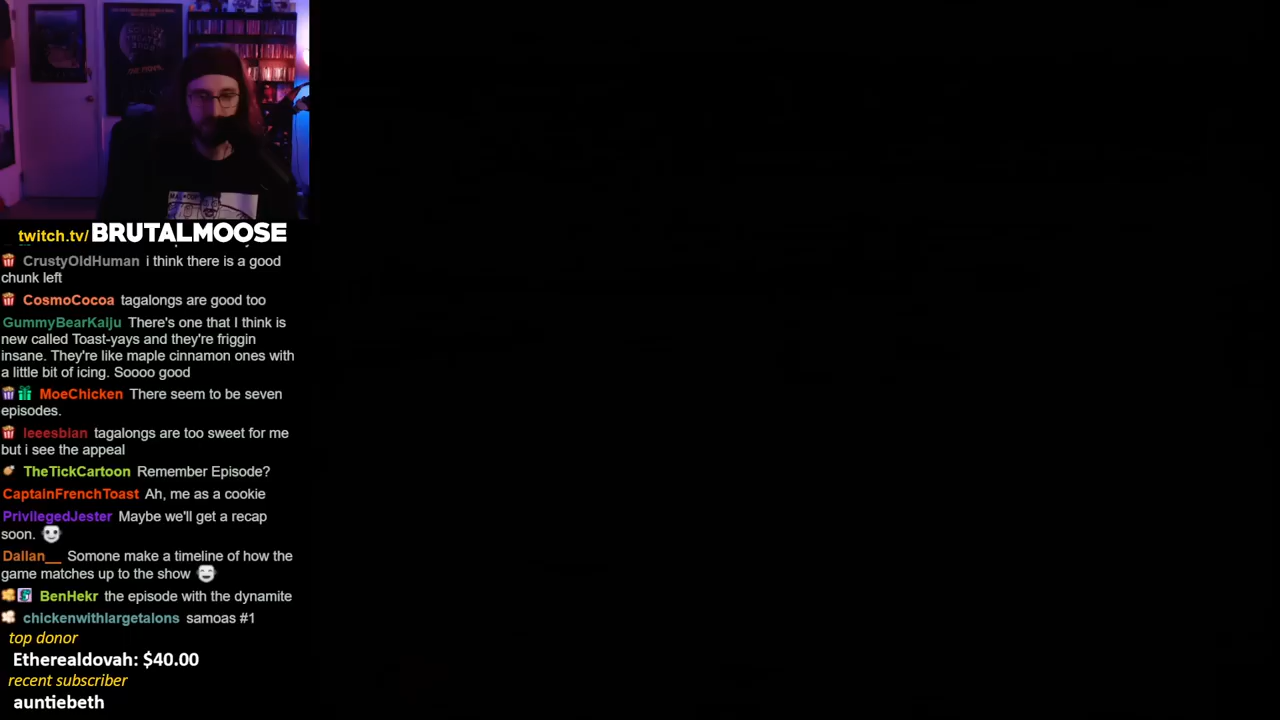 twitch.tv/BRUTALMOOSE
CrustyOldHuman i think there is a good
chunk left
CosmoCocoa tagalongs are good too
GummyBearKaiju There's one that I think is
new called Toast-yays and they're friggin
insane. They're like maple cinnamon ones with
a little bit of icing. Soooo good
MoeChicken There seem to be seven
episodes.
leeesbian tagalongs are too sweet for me
but i see the appeal
TheTickCartoon Remember Episode?
CaptainFrenchToast Ah, me as a cookie
PrivilegedJester Maybe we'll get a recap
soon.
Dallan__ Somone make a timeline of how the
game matches up to the show
BenHekr the episode with the dynamite
chickenwithlargetalons samoas #1
top donor
Etherealdovah: $40.00
recent subscriber
auntiebeth